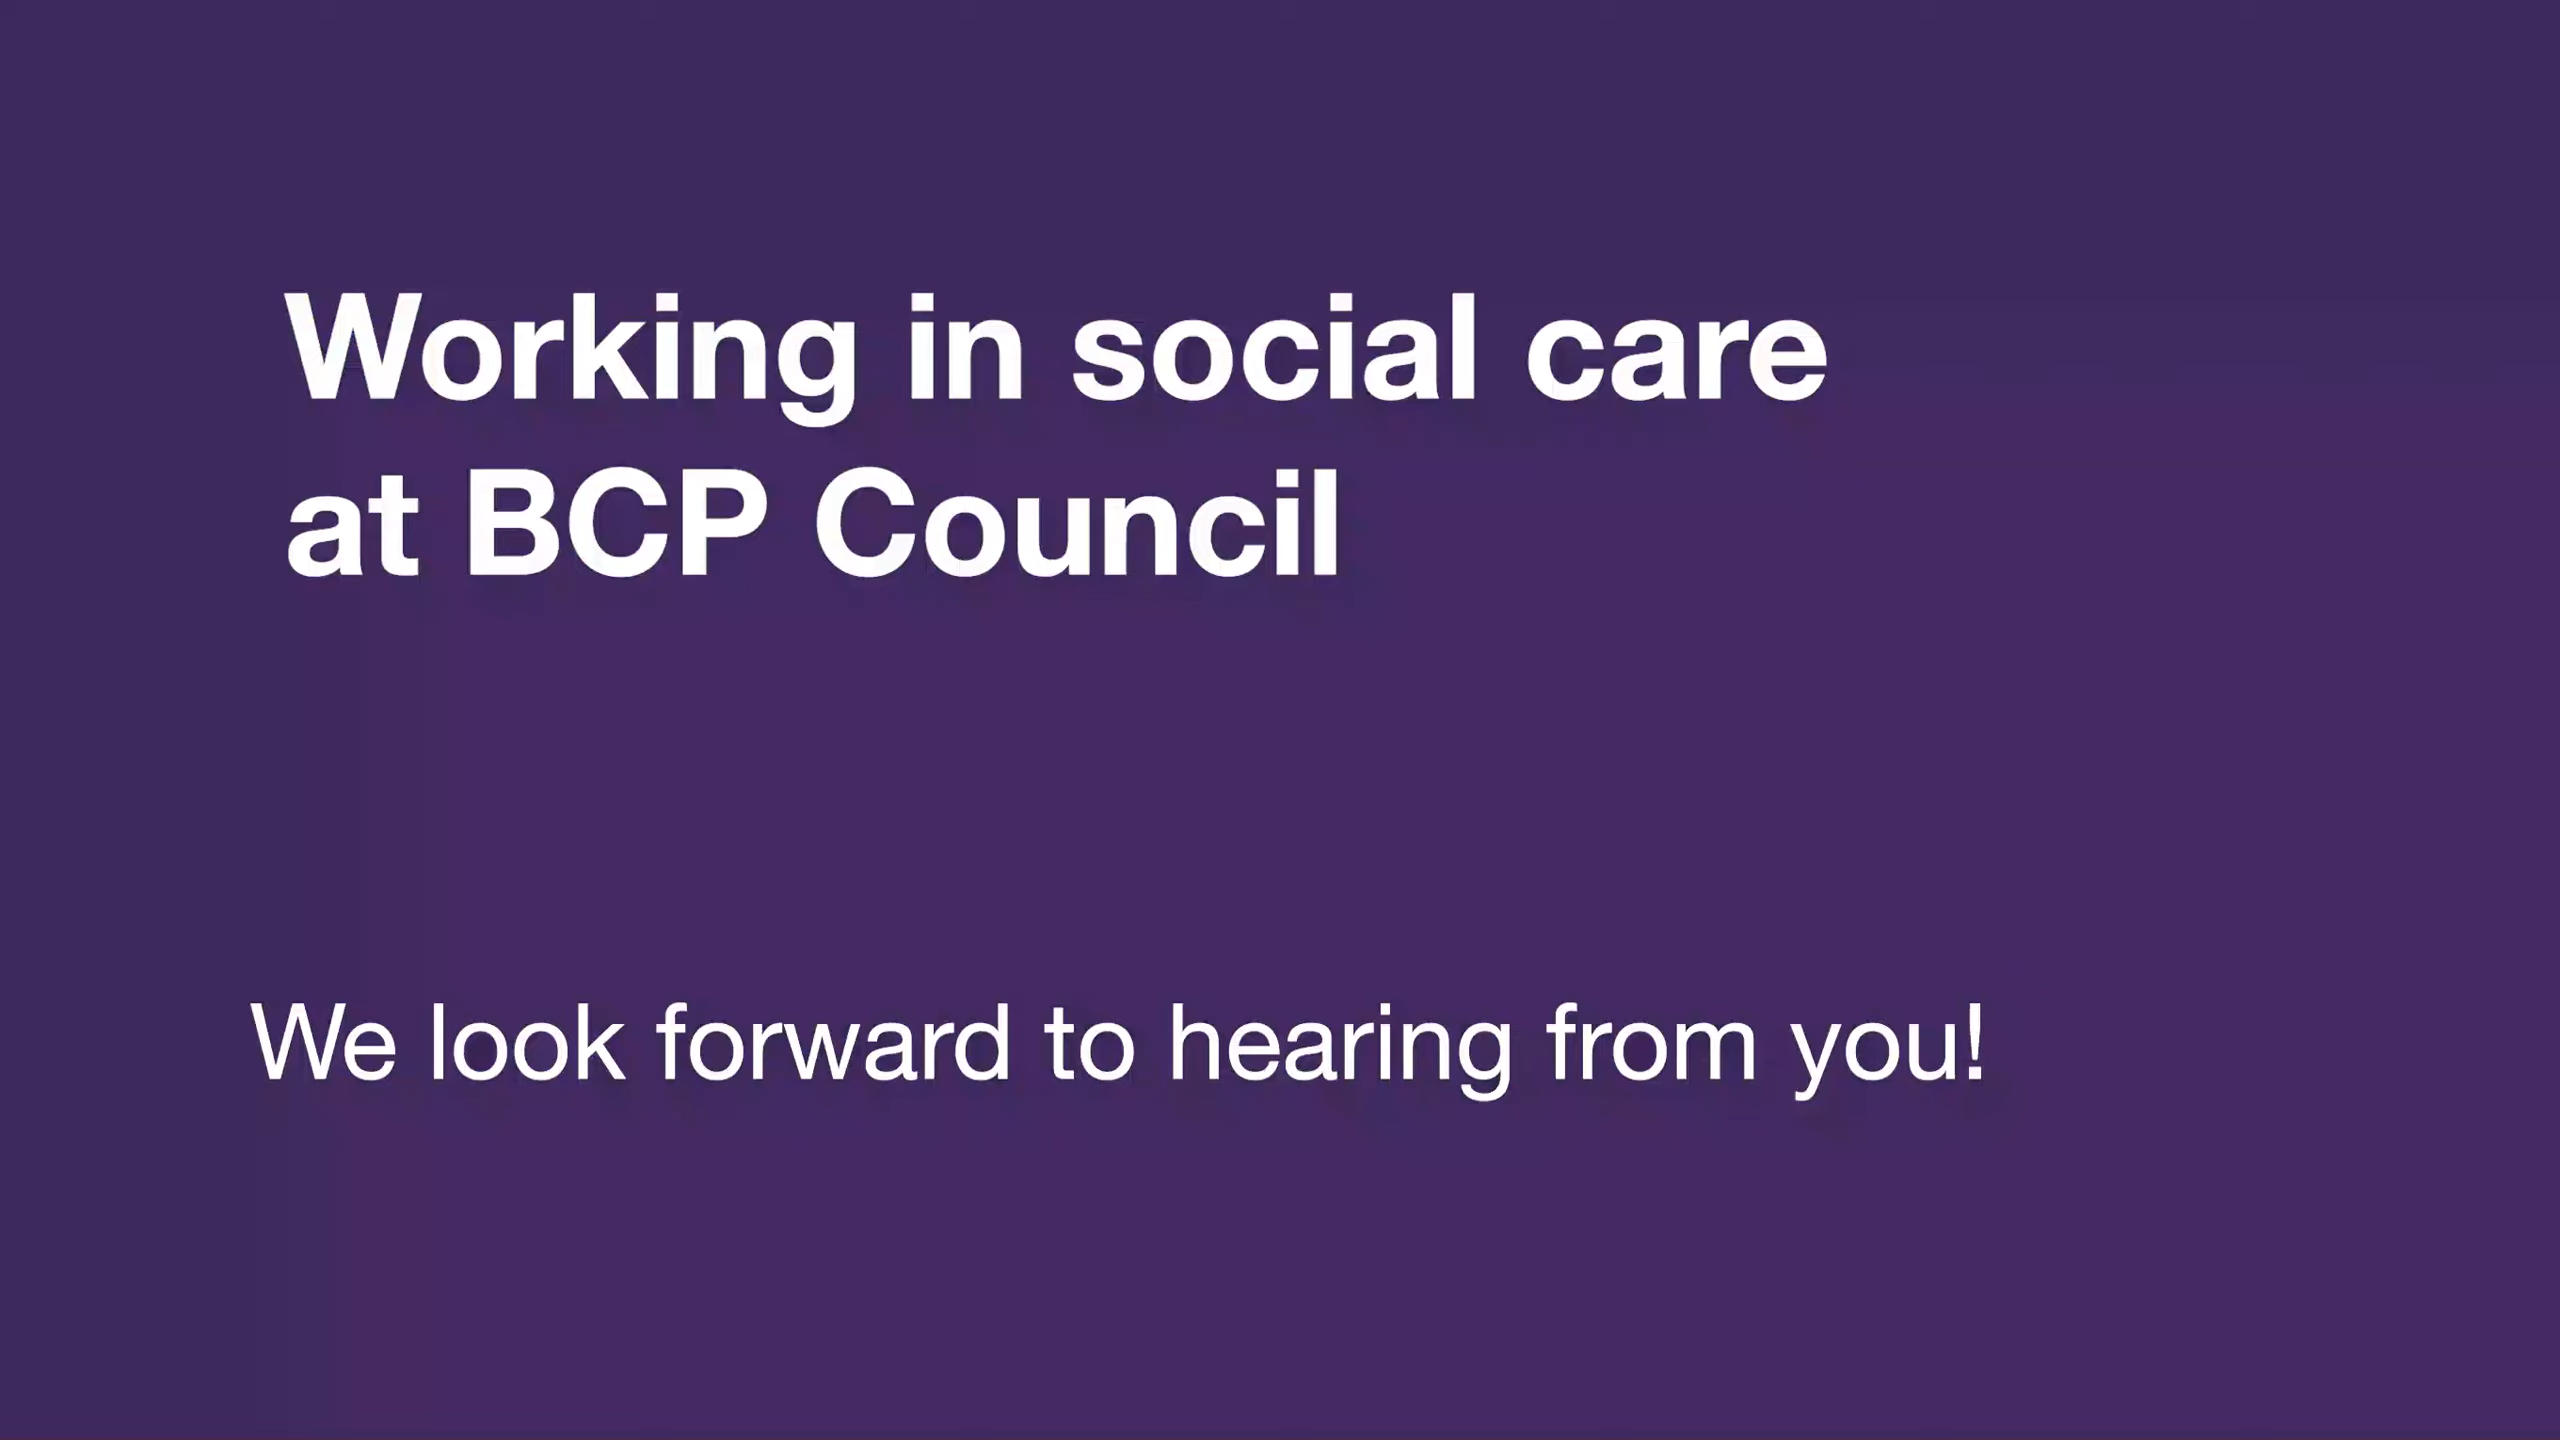 Working in social care
at BCP Council
We look forward to hearing from you!